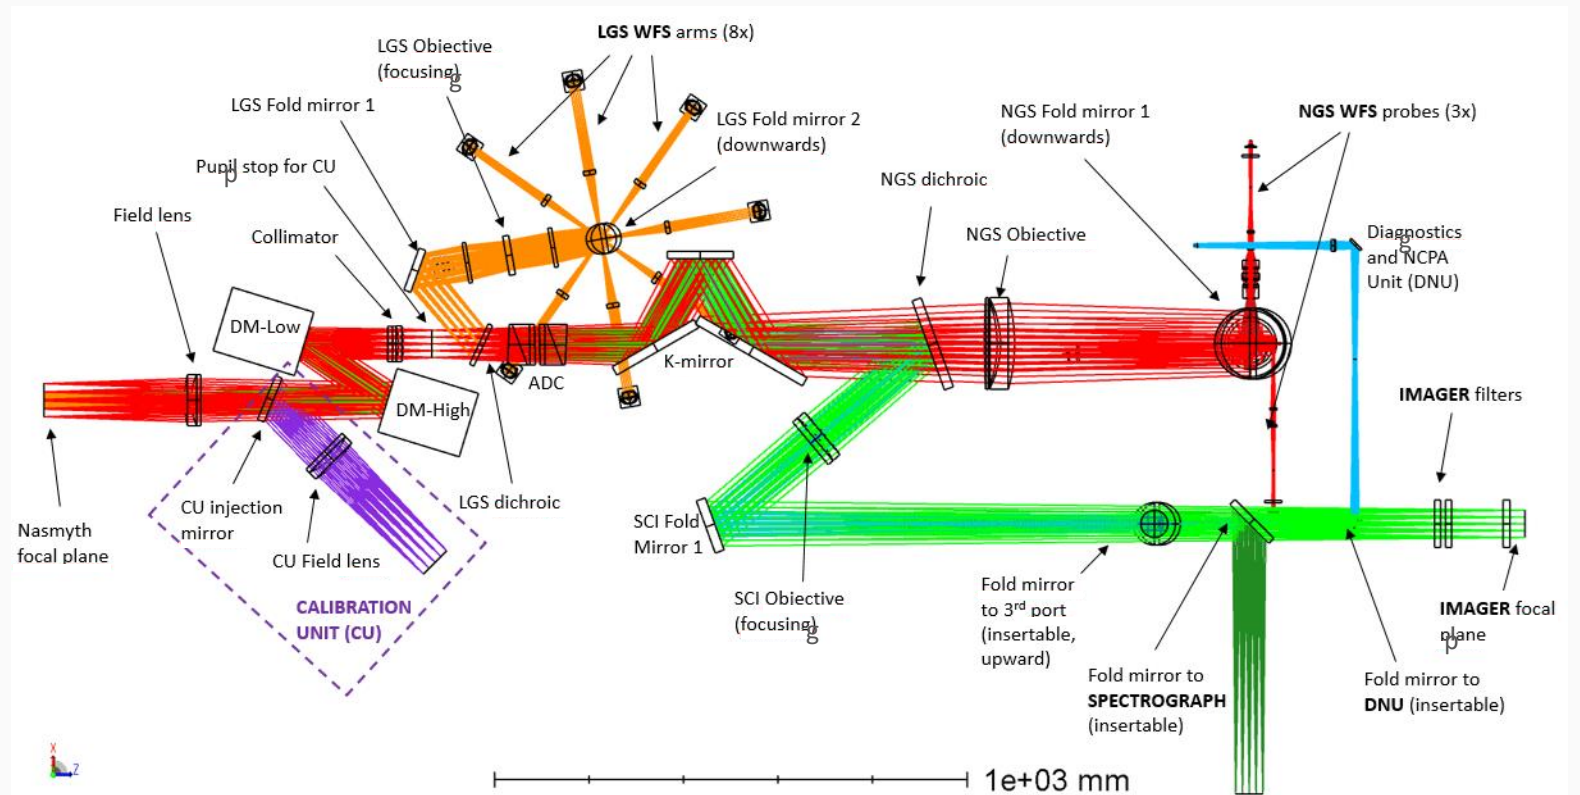 LGS WFS arms (8x)
LGS Objective
(focusing)
LGS Fold mirror 1
LGS Fold mirror 2
(downwards)
NGS Fold mirror 1
(downwards)
NGS WFS probes (3x)
Pupil stop for CU
NGS dichroic
Field lens
Collimator
NGS Objective
Diagnostics
and NCPA
Unit (DNU)
DM-Low
K-mirror
ADC
DM-High
IMAGER filters
LGS dichroic
CU injection
mirror
Nasmyth
focal plane
CU Field lens
SCI Fold
Mirror 1
CALIBRATION
UNIT (CU)
SCI Objective
(focusing)
Fold mirror
to 3rd port
(insertable,
upward)
IMAGER focal
plane
Fold mirror to
SPECTROGRAPH
(insertable)
Fold mirror to
DNU (insertable)
X
Z
1e+03 mm